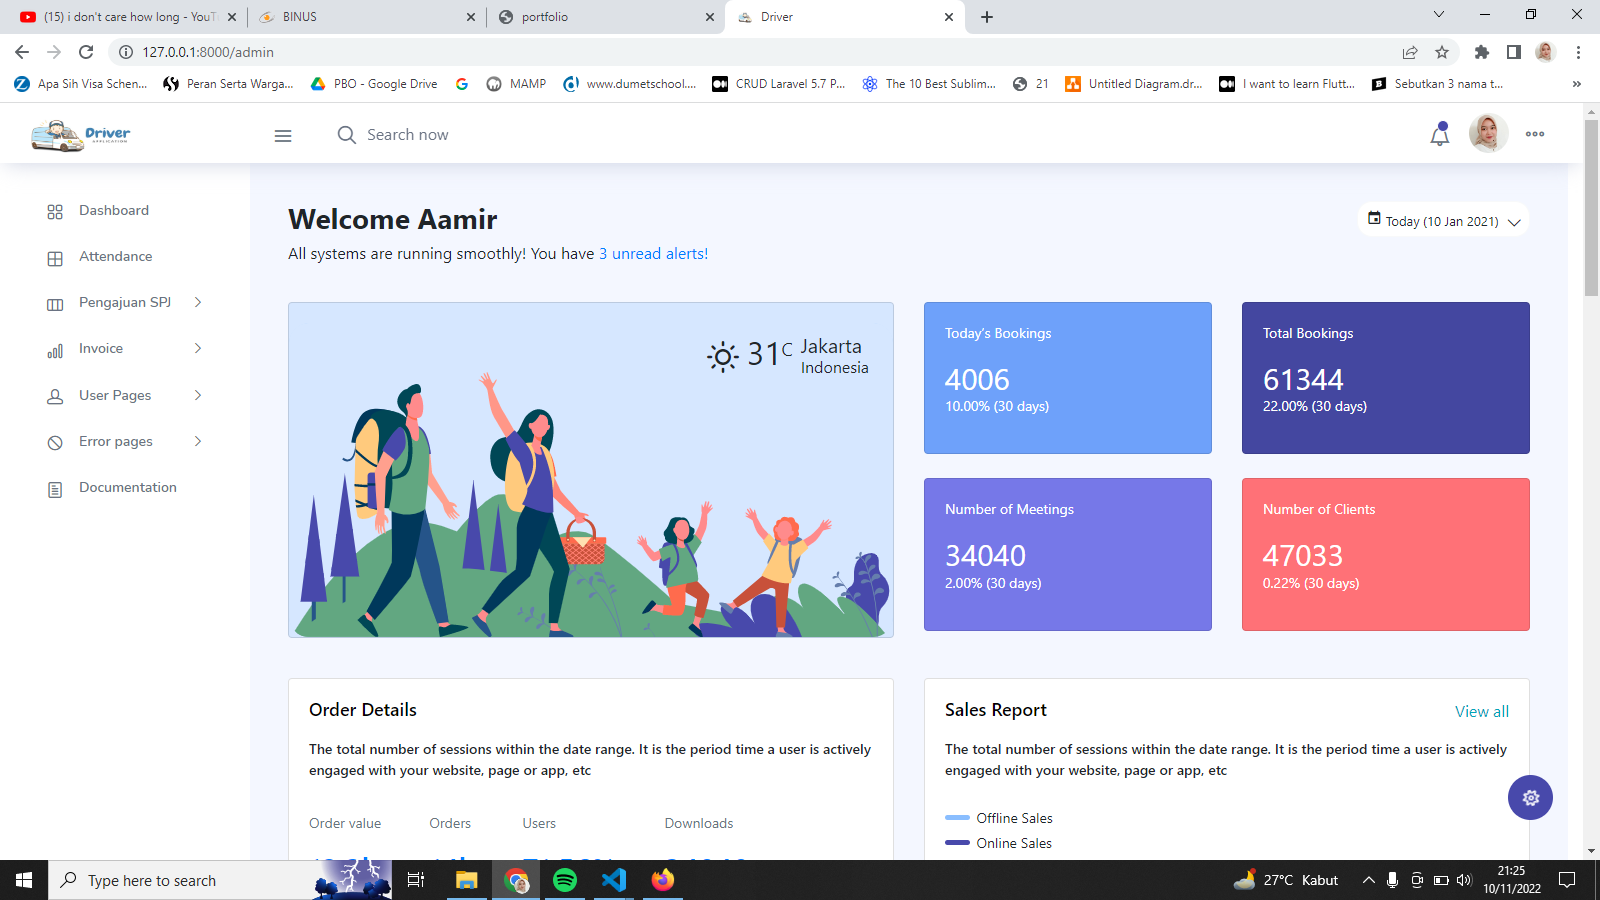 (15) i don't care how long - YouT
BINUS
portfolio
Driver
127.0.0.1:8000/admin
Apa Sih Visa Schen...
Peran Serta Warga...
PBO - Google Drive
MAMP
www.dumetschool....
CRUD Laravel 5.7 P...
The 10 Best Sublim...
21
Untitled Diagram.dr...
I want to learn Flutt...
Sebutkan 3 nama t...
»
Driver
APPLICATION
Search now
Dashboard
Attendance
Pengajuan SPJ
Invoice
User Pages
Error pages
Documentation
Welcome Aamir
All systems are running smoothly! You have 3 unread alerts!
Today (10 Jan 2021)
31C Jakarta
Indonesia
Today's Bookings
4006
10.00% (30 days)
Total Bookings
61344
22.00% (30 days)
Number of Meetings
34040
2.00% (30 days)
Number of Clients
47033
0.22% (30 days)
Order Details
The total number of sessions within the date range. It is the period time a user is actively
engaged with your website, page or app, etc
Order value
Orders
Users
Downloads
Sales Report
View all
The total number of sessions within the date range. It is the period time a user is actively
engaged with your website, page or app, etc
Offline Sales
Online Sales
Type here to search
27°C Kabut
21:25
10/11/2022